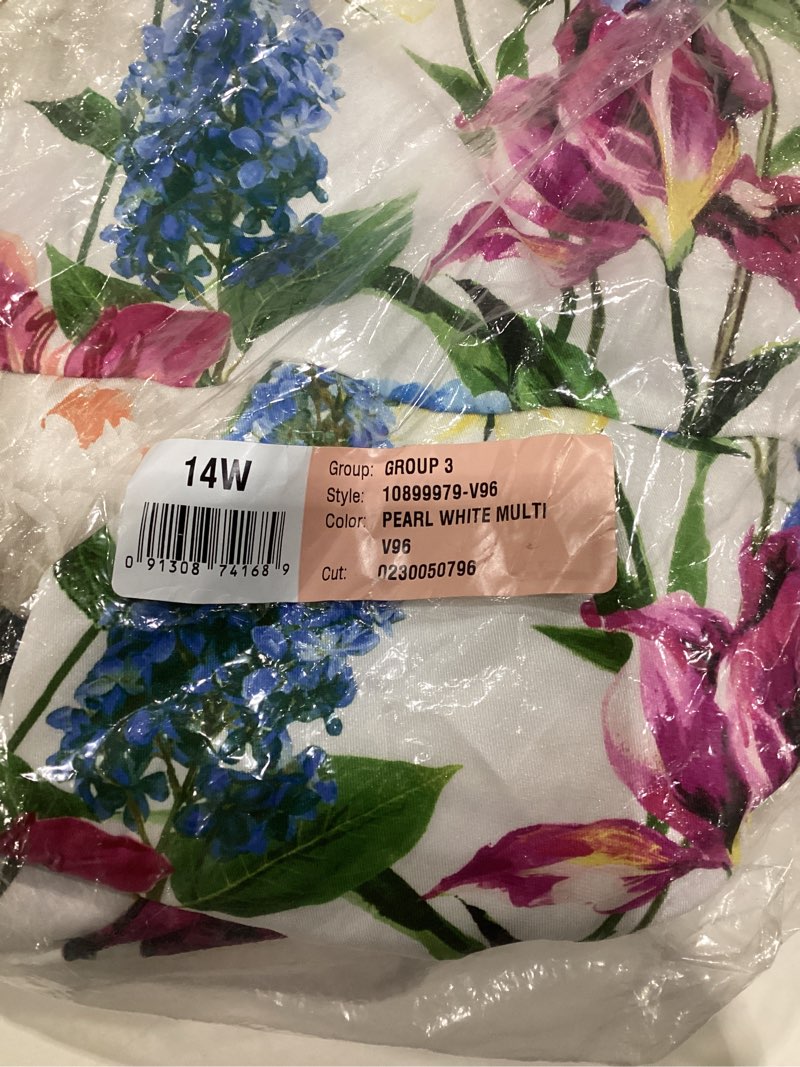 14W
0 91308 74168 9
Group: GROUP 3
Style: 10899979-V96
Color: PEARL WHITE MULTI
V96
Cut: 0230050796